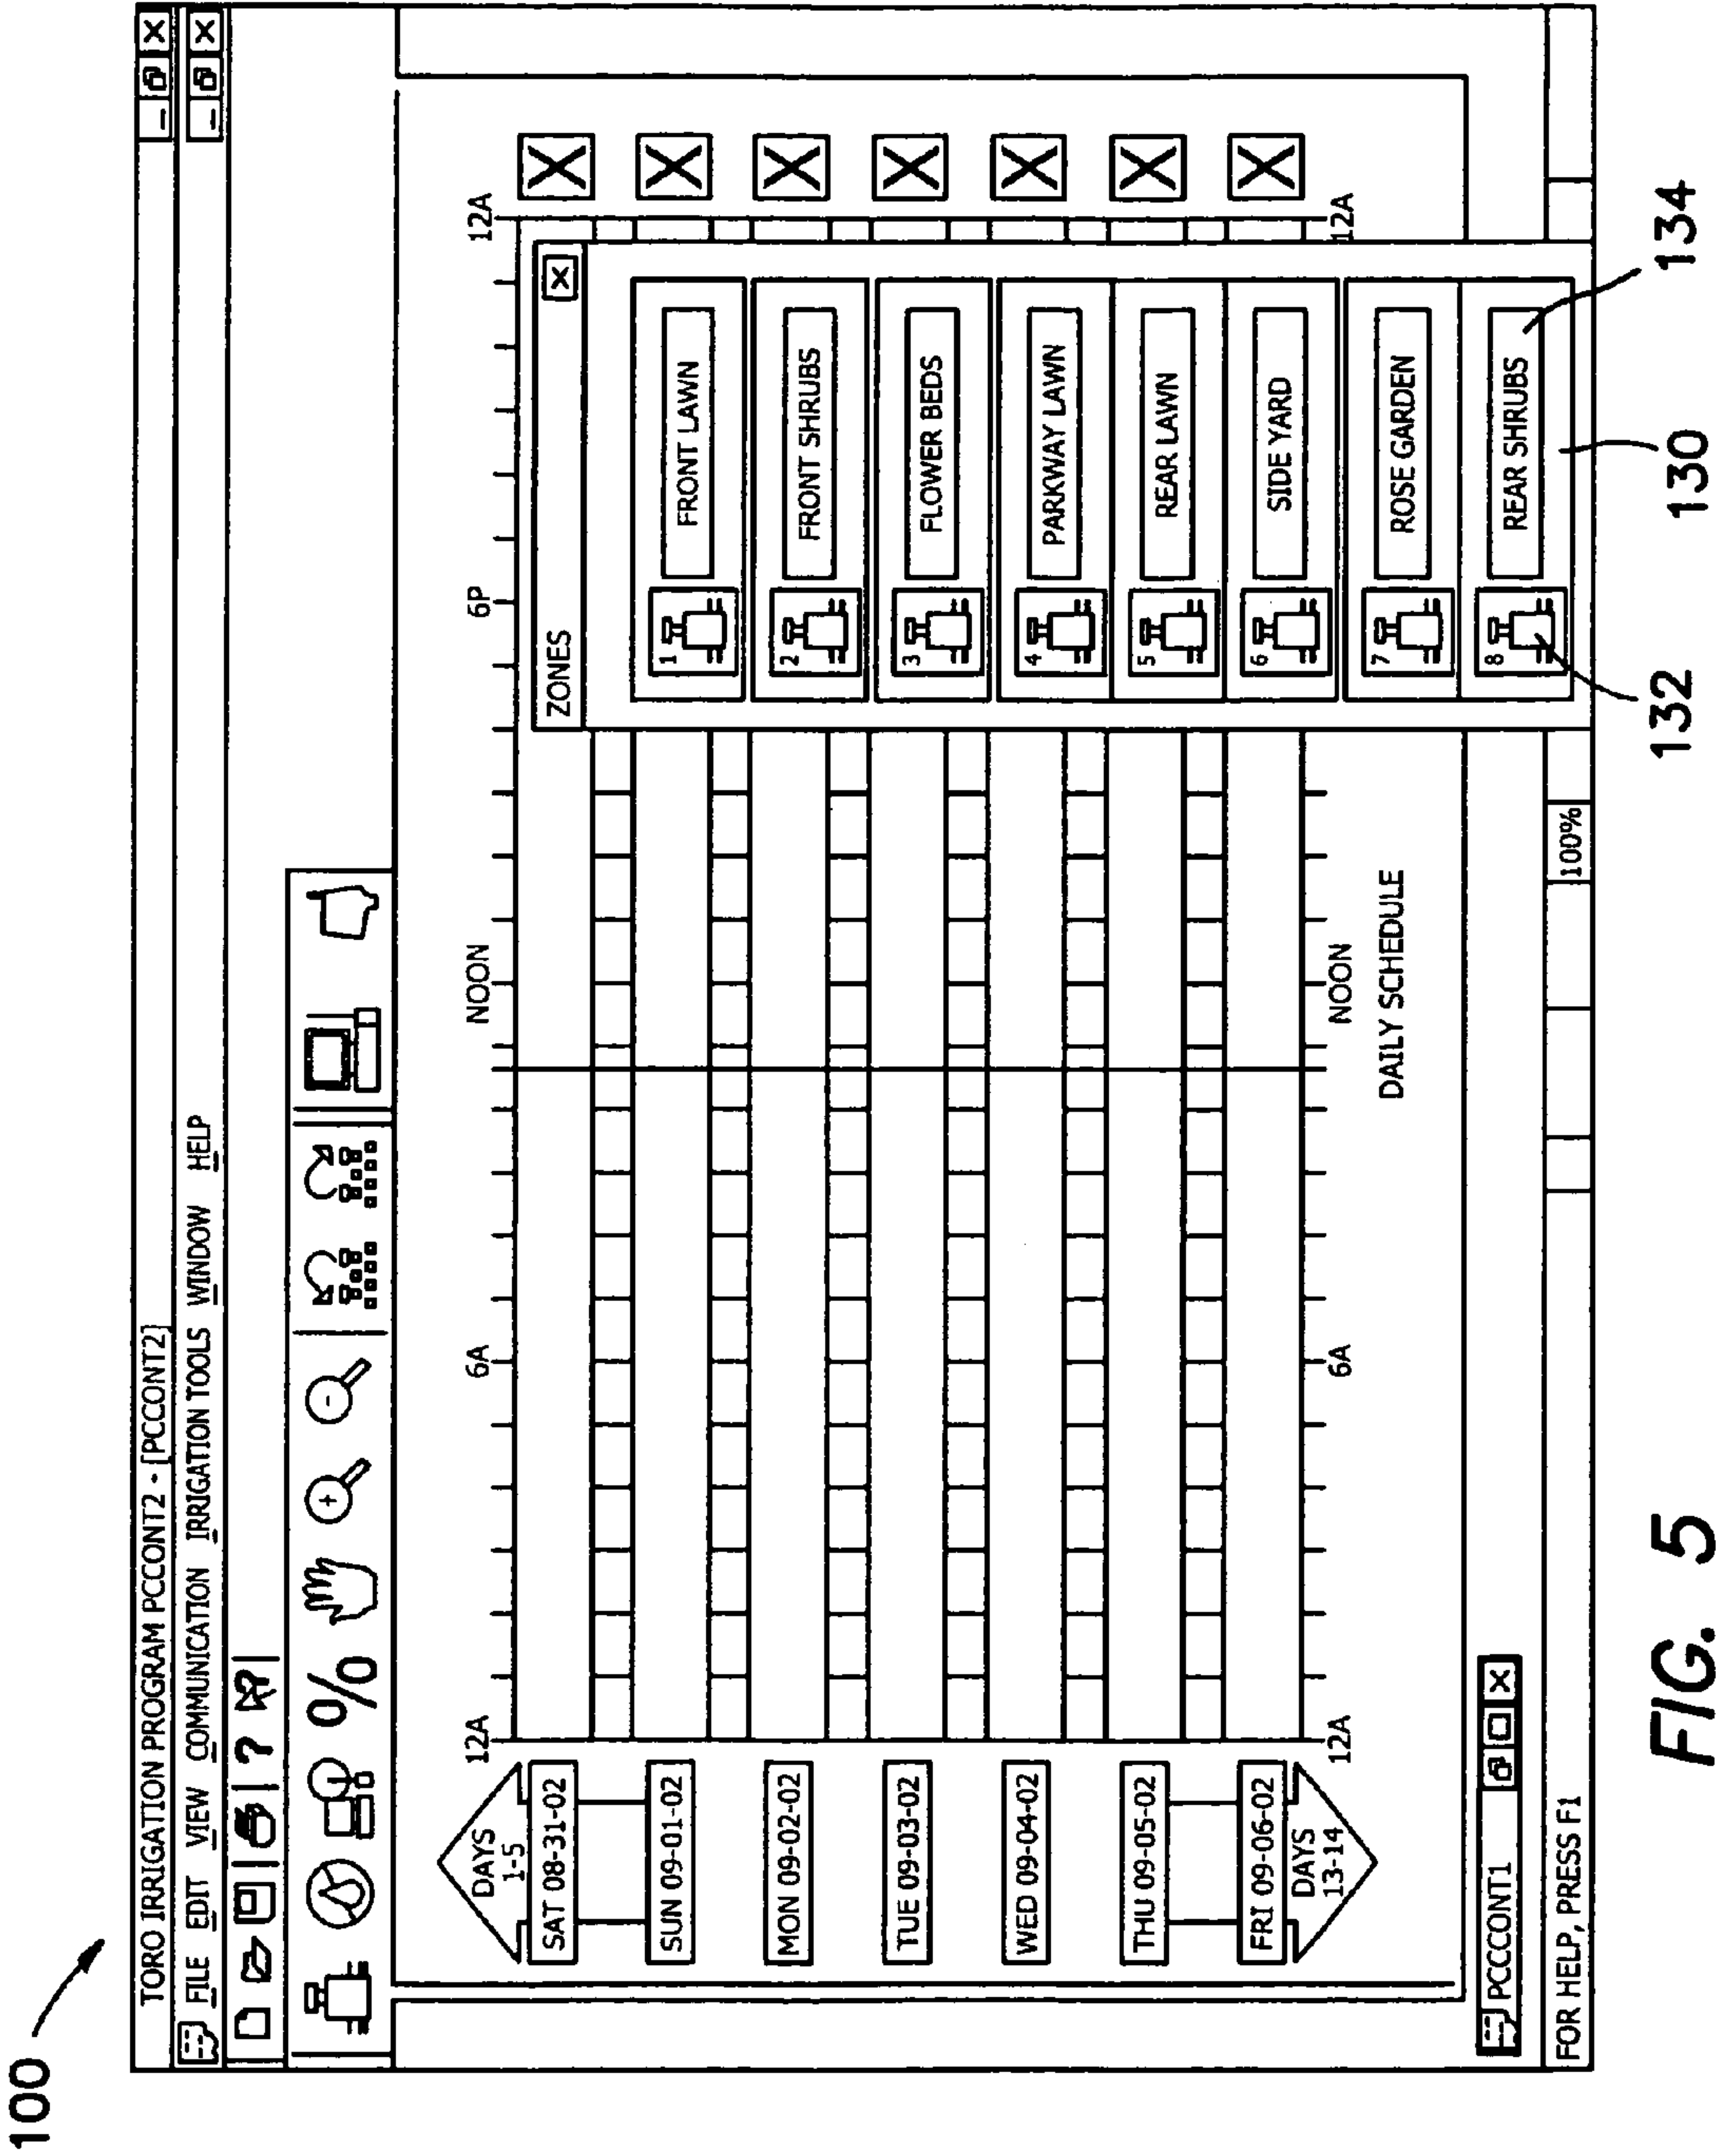 100
TORO IRRIGATION PROGRAM PCCONT2 - [PCCONT2]
FILE EDIT VIEW COMMUNICATION IRRIGATION TOOLS WINDOW HELP
?
%
+
-
12A 6A NOON 6P 12A
DAYS
1-5
SAT 08-31-02
SUN 09-01-02
MON 09-02-02
TUE 09-03-02
WED 09-04-02
THU 09-05-02
FRI 09-06-02
DAYS
13-14
ZONES
1 FRONT LAWN
2 FRONT SHRUBS
3 FLOWER BEDS
4 PARKWAY LAWN
5 REAR LAWN
6 SIDE YARD
7 ROSE GARDEN
8 REAR SHRUBS
12A 6A NOON 12A
DAILY SCHEDULE
PCCCONT1
FOR HELP, PRESS F1 100%
132 130 134
FIG. 5